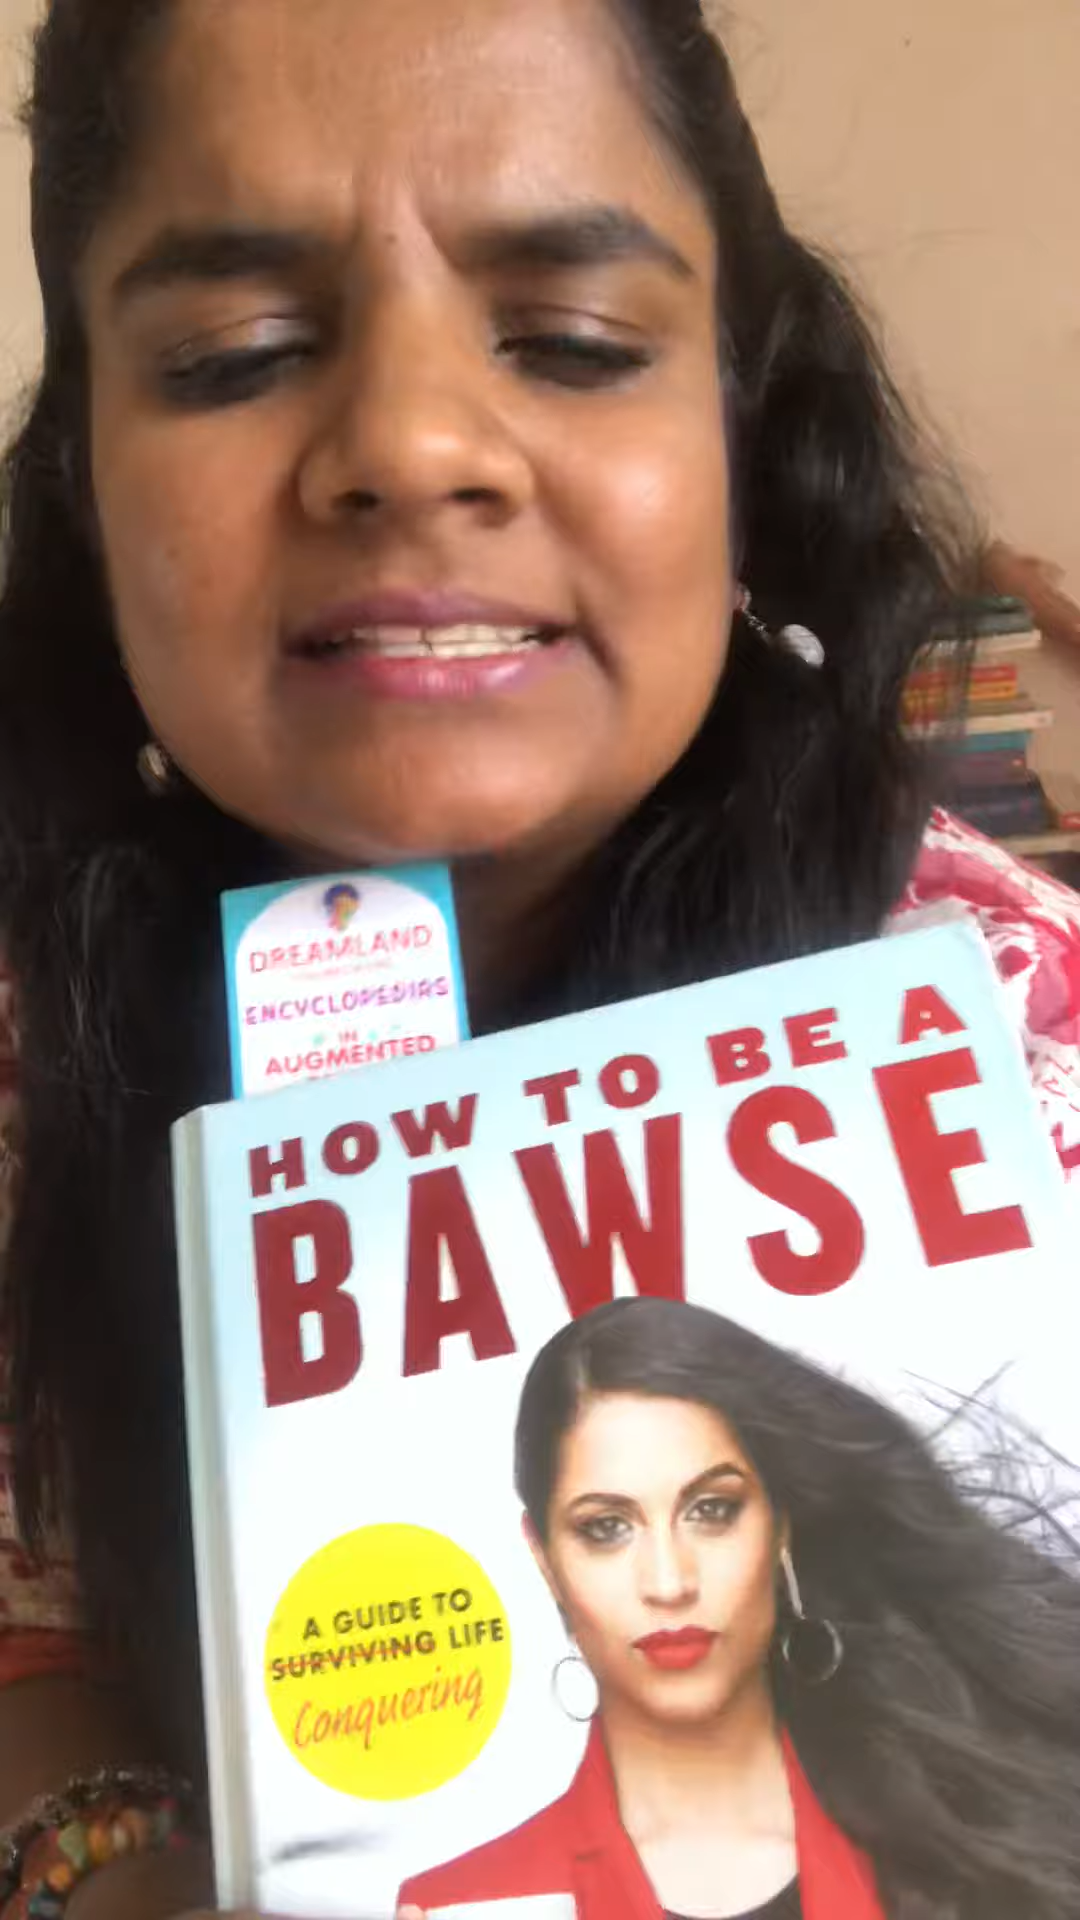 DREAMLAND
ENCYCLOPEDIAS
IN
AUGMENTED
HOW TO BE A
BAWSE
A GUIDE TO
SURVIVING LIFE
Conquering